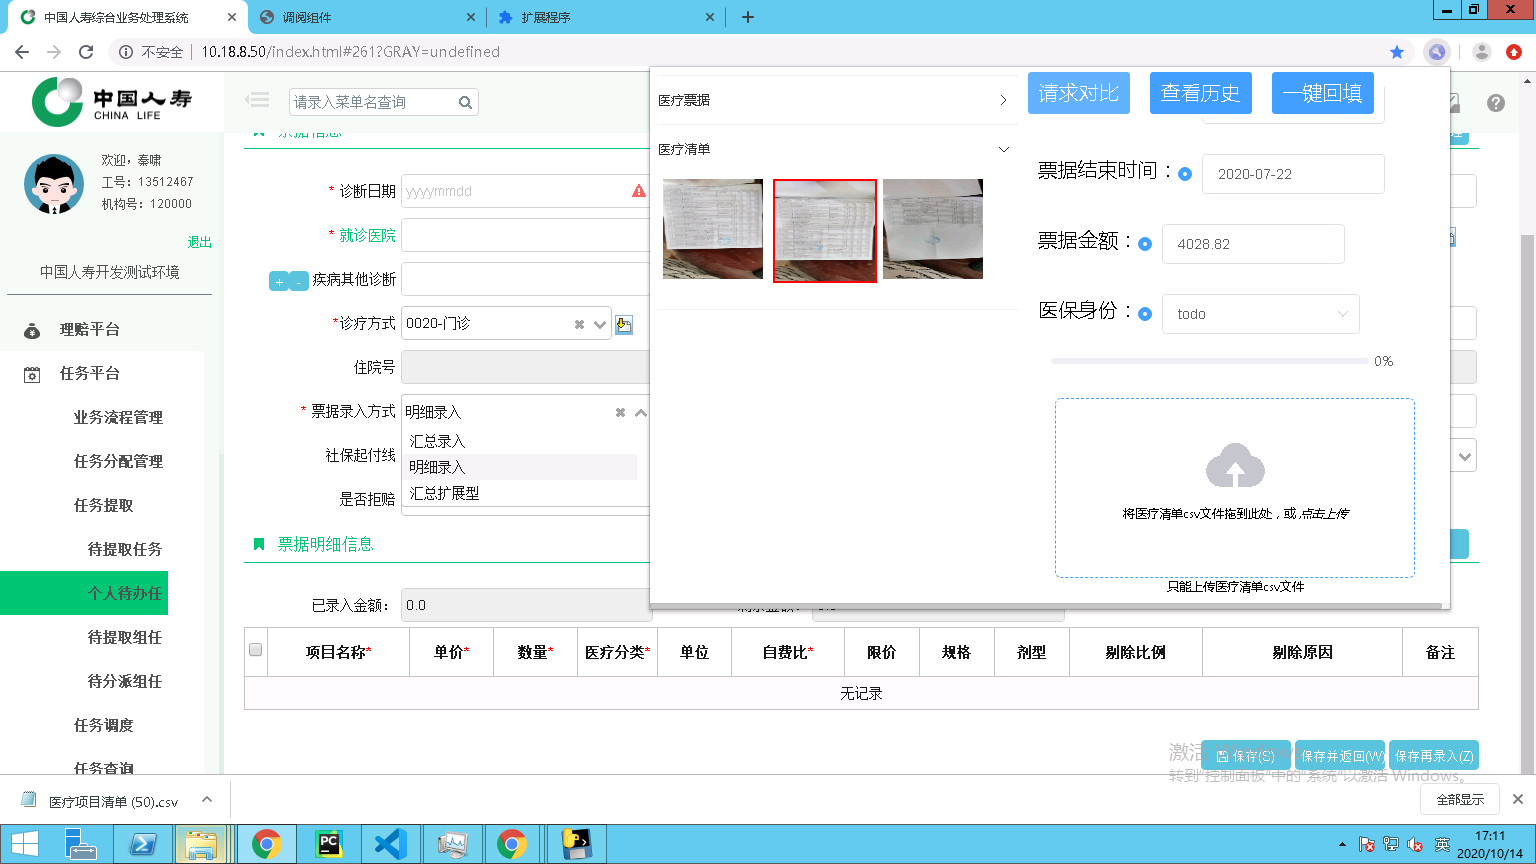 中国人寿综合业务处理系统
调阅组件
扩展程序
不安全
10.18.8.50/index.html#261?GRAY=undefined
中国人寿
CHINA LIFE
请录入菜单名查询
欢迎，秦啸
工号：13512467
机构号：120000
退出
中国人寿开发测试环境
理赔平台
任务平台
业务流程管理
任务分配管理
任务提取
待提取任务
个人待办任
待提取组任
待分派组任
任务调度
任务查询
票据信息
* 诊断日期
yyyymmdd
* 就诊医院
+
-
疾病其他诊断
*诊疗方式
0020-门诊
住院号
* 票据录入方式
明细录入
汇总录入
明细录入
汇总扩展型
社保起付线
是否拒赔
票据明细信息
已录入金额：
0.0
医疗票据
医疗清单
请求对比
查看历史
一键回填
票据结束时间：
2020-07-22
票据金额：
4028.82
医保身份：
todo
0%
将医疗清单csv文件拖到此处，或 点击上传
只能上传医疗清单csv文件
项目名称*
单价*
数量*
医疗分类*
单位
自费比*
限价
规格
剂型
剔除比例
剔除原因
备注
无记录
保存(S)
保存并返回(W)
保存再录入(Z)
转到"控制面板"中的"系统"以激活 Windows。
医疗项目清单 (50).csv
全部显示
PC
英
17:11
2020/10/14